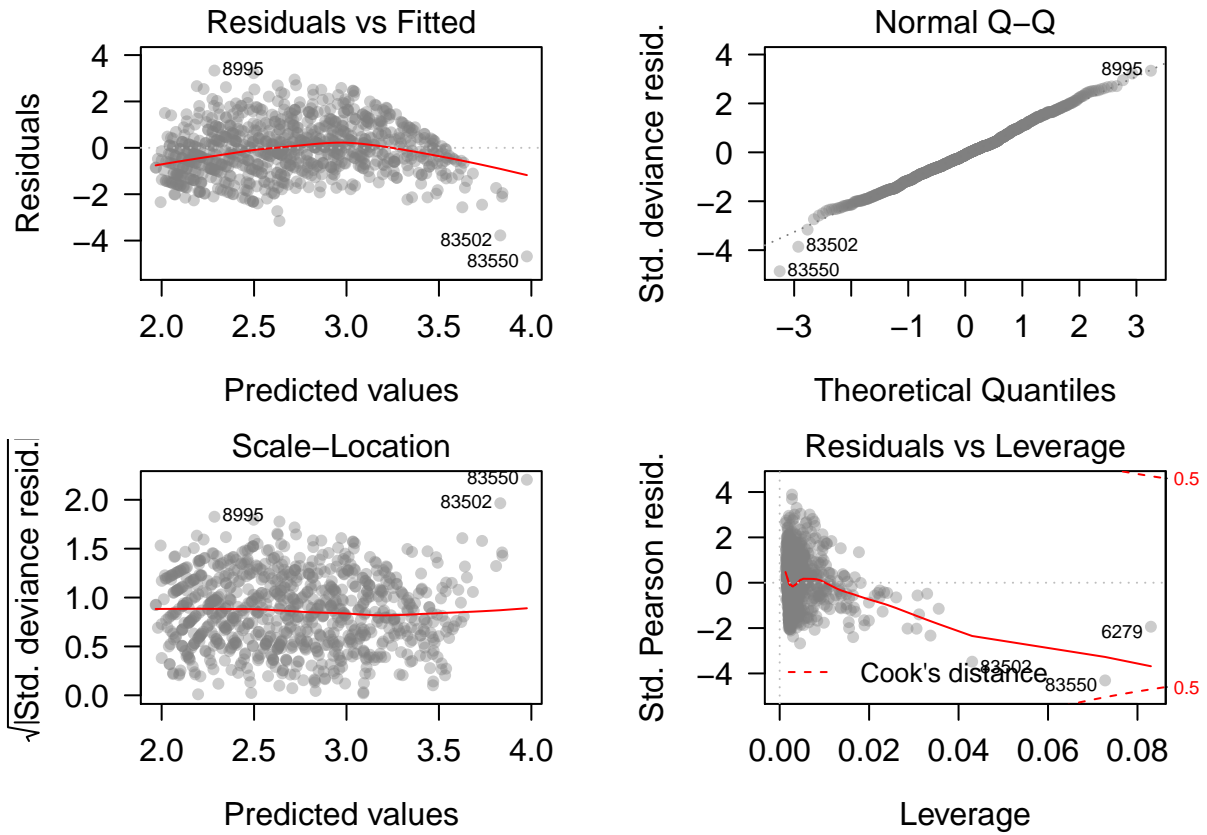 Residuals vs Fitted
Residuals
4
2
0
−2
−4
8995
83502
83550
2.0 2.5 3.0 3.5 4.0
Predicted values
Normal Q−Q
Std. deviance resid.
4
2
0
−2
−4
8995
83502
83550
−3 −1 0 1 2 3
Theoretical Quantiles
Scale−Location
√|Std. deviance resid.|
2.0
1.5
1.0
0.5
0.0
83550
83502
8995
2.0 2.5 3.0 3.5 4.0
Predicted values
Residuals vs Leverage
Std. Pearson resid.
4
2
0
−2
−4
0.5
6279
83502
Cook's distance
83550
0.5
0.00 0.02 0.04 0.06 0.08
Leverage